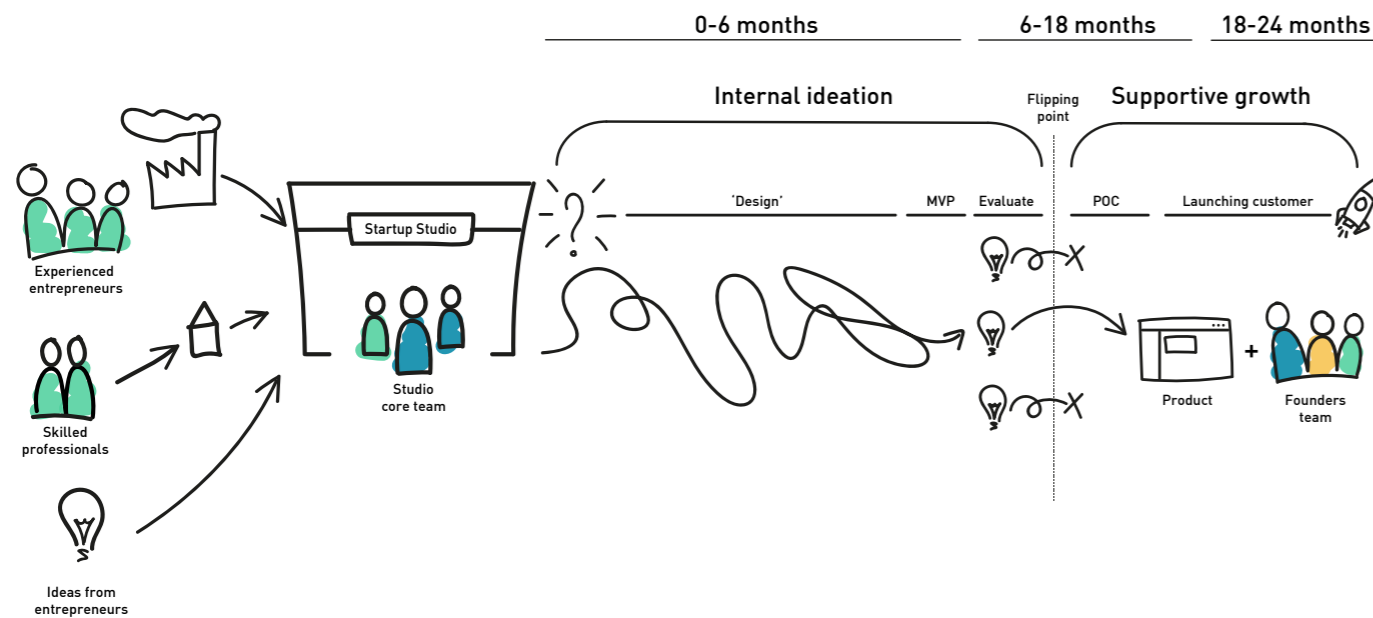 0-6 months
6-18 months
18-24 months
Internal ideation
Flipping
point
Supportive growth
'Design'
MVP
Evaluate
POC
Launching customer
Startup Studio
Experienced
entrepreneurs
Studio
core team
Skilled
professionals
Product
+
Founders
team
Ideas from
entrepreneurs